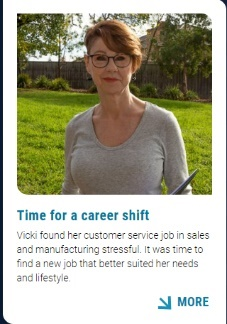 Time for a career shift
Vicki found her customer service job in sales
and manufacturing stressful. It was time to
find a new job that better suited her needs
and lifestyle.
MORE